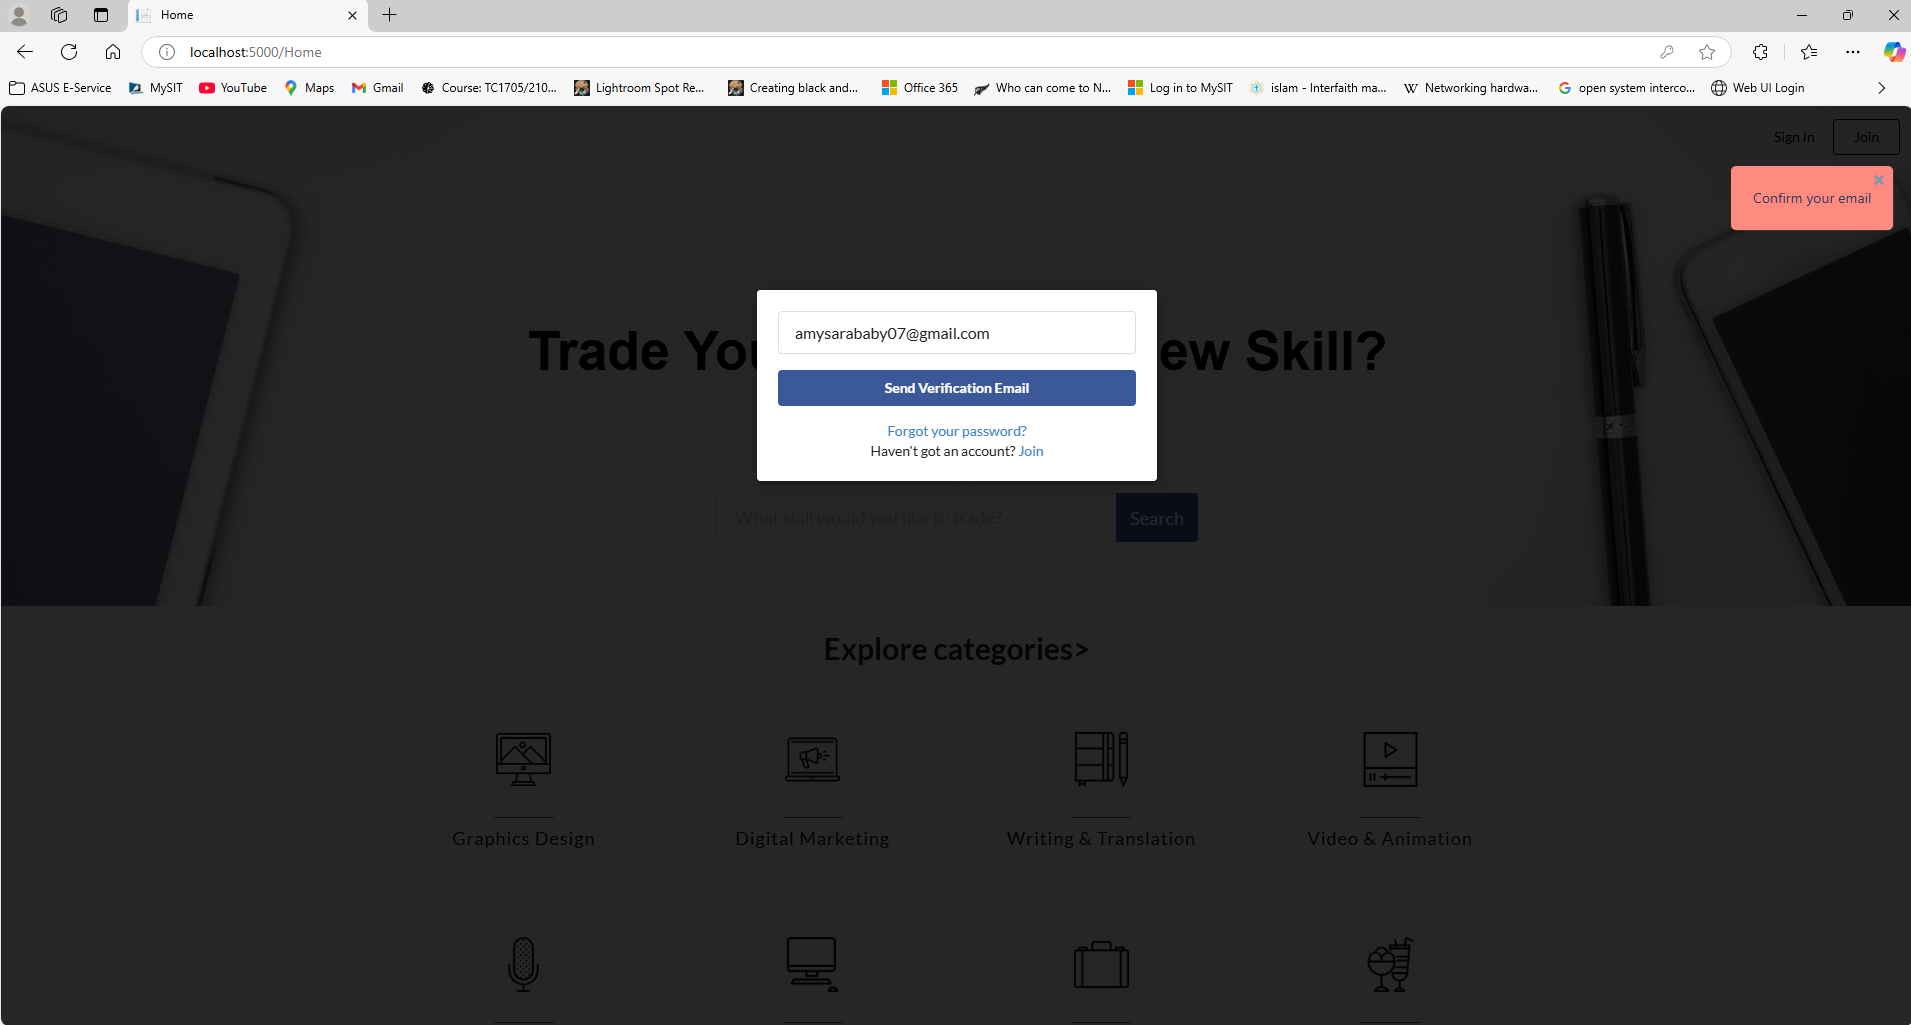 Home
localhost:5000/Home
ASUS E-Service
MySIT
YouTube
Maps
Gmail
Course: TC1705/210...
Lightroom Spot Re...
Creating black and...
Office 365
Who can come to N...
Log in to MySIT
islam - Interfaith ma...
Networking hardwa...
open system interco...
Web UI Login
Sign In
Join
Confirm your email
amysarababy07@gmail.com
Trade You
ew Skill?
Send Verification Email
Forgot your password?
Haven't got an account? Join
What skill would you like to trade?
Search
Explore categories>
Graphics Design
Digital Marketing
Writing & Translation
Video & Animation